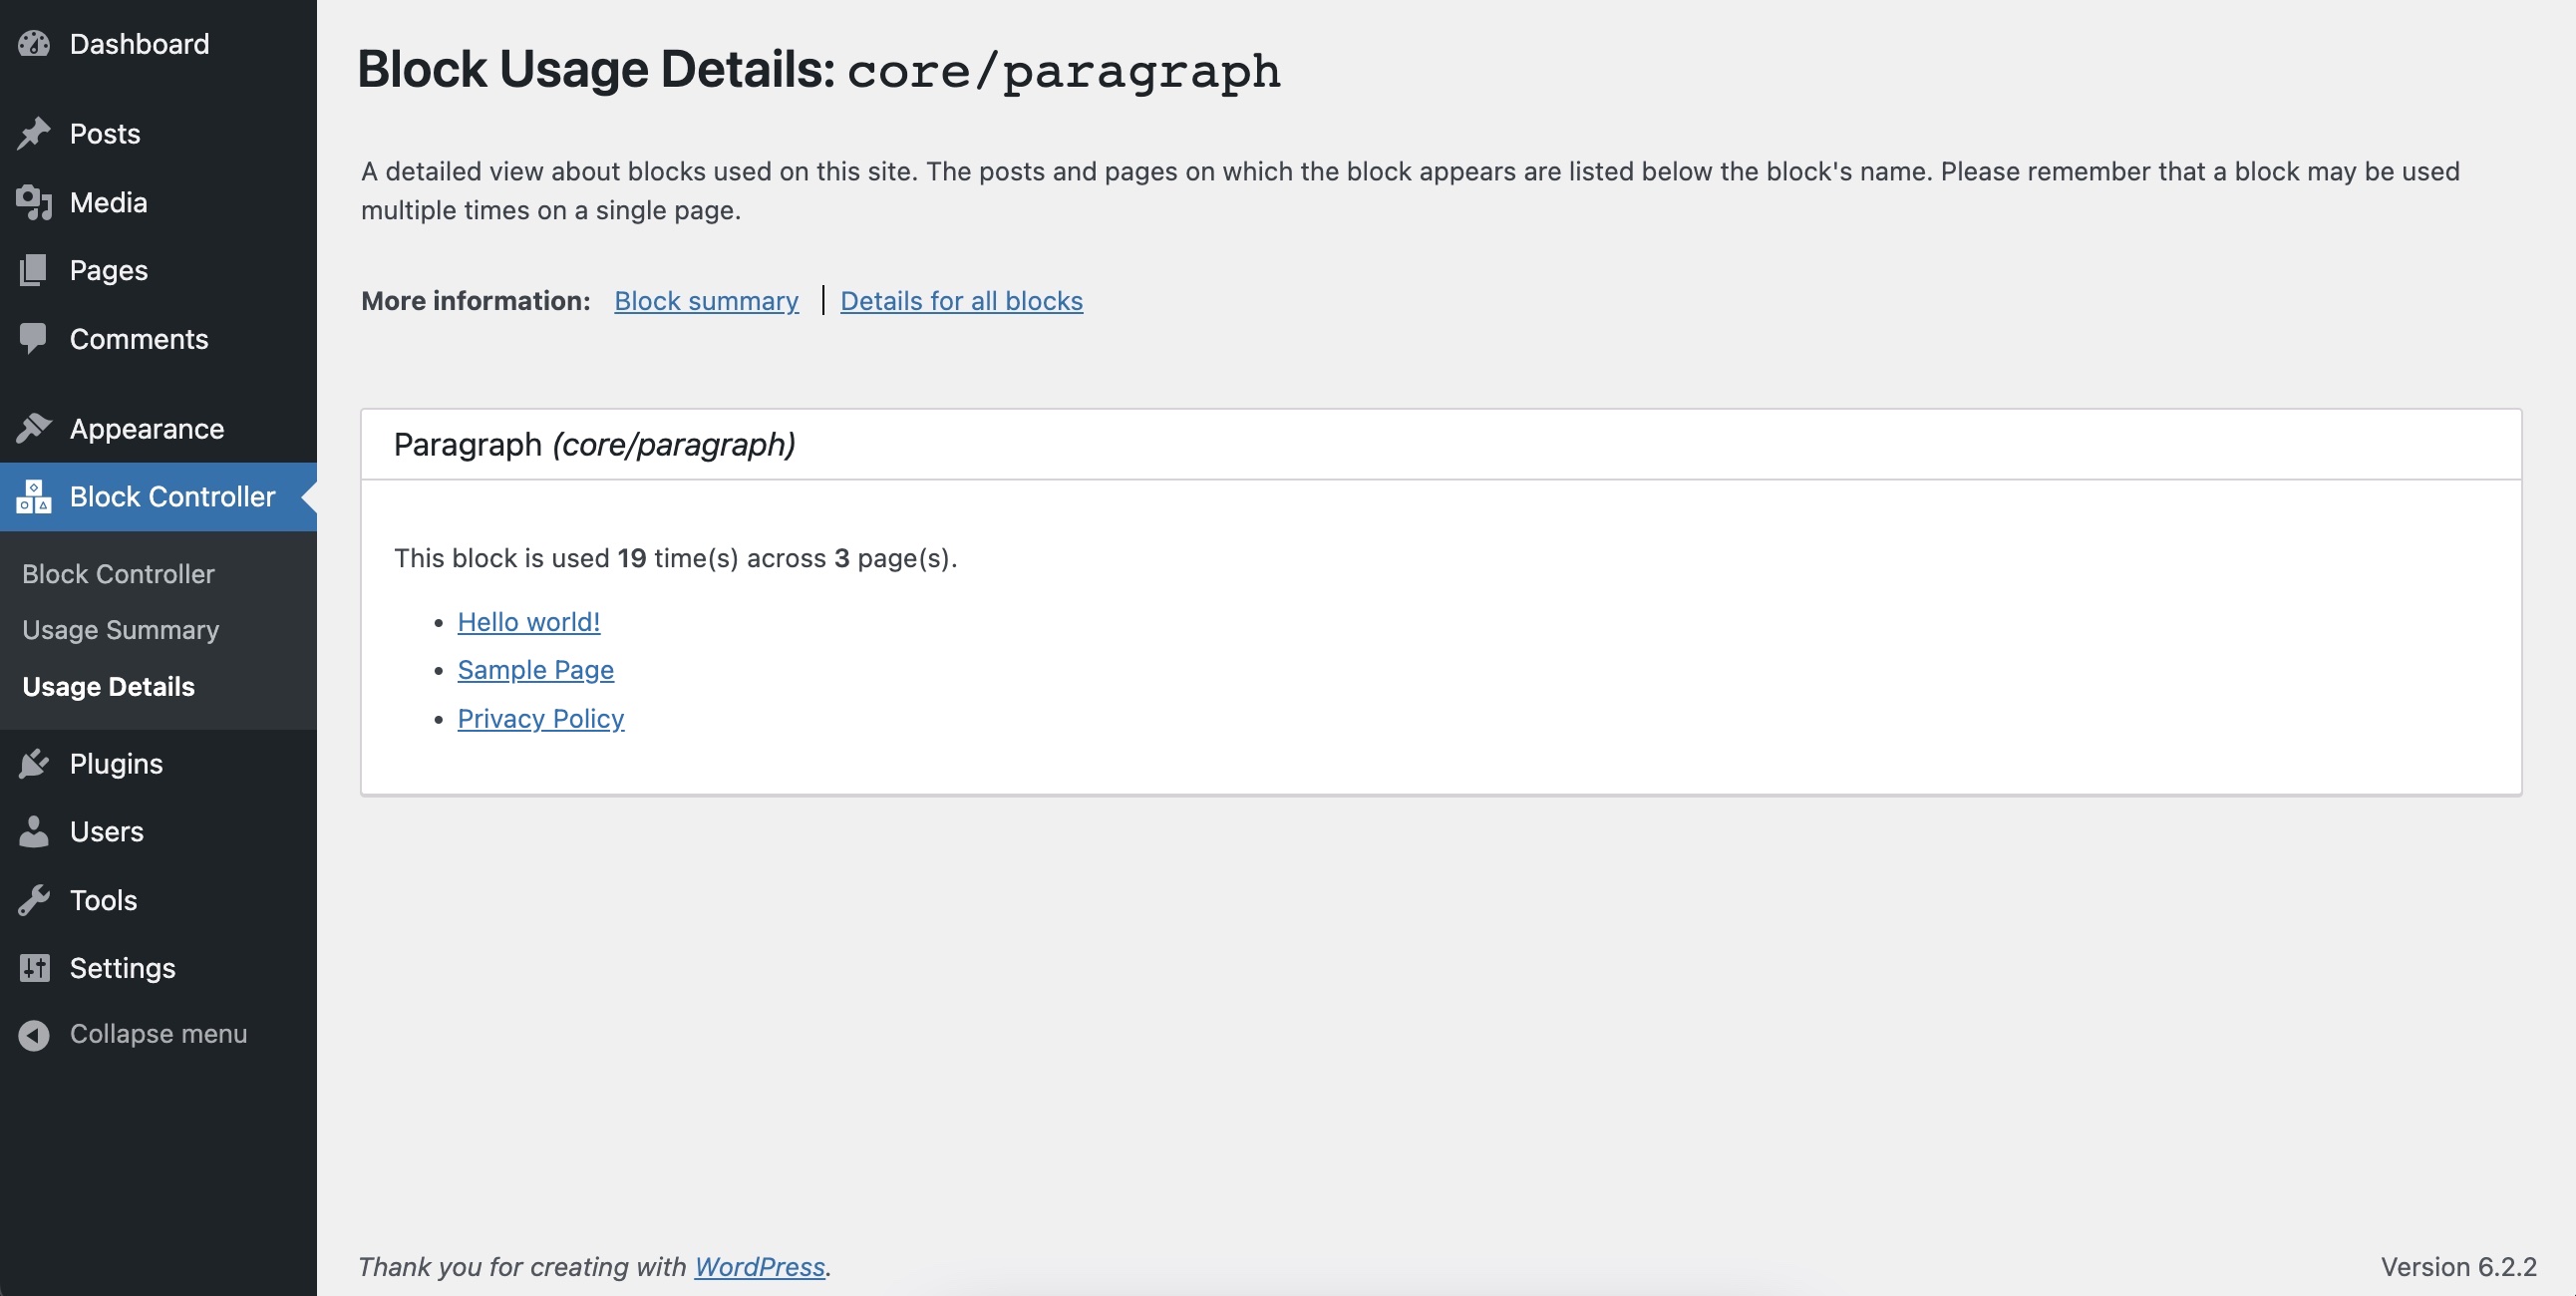 Dashboard
Posts
Media
Pages
Comments
Appearance
Block Controller
Block Controller
Usage Summary
Usage Details
Plugins
Users
Tools
Settings
Collapse menu
Block Usage Details: core/paragraph
A detailed view about blocks used on this site. The posts and pages on which the block appears are listed below the block's name. Please remember that a block may be used
multiple times on a single page.
More information: Block summary | Details for all blocks
Paragraph (core/paragraph)
This block is used 19 time(s) across 3 page(s).
• Hello world!
• Sample Page
• Privacy Policy
Thank you for creating with WordPress.
Version 6.2.2